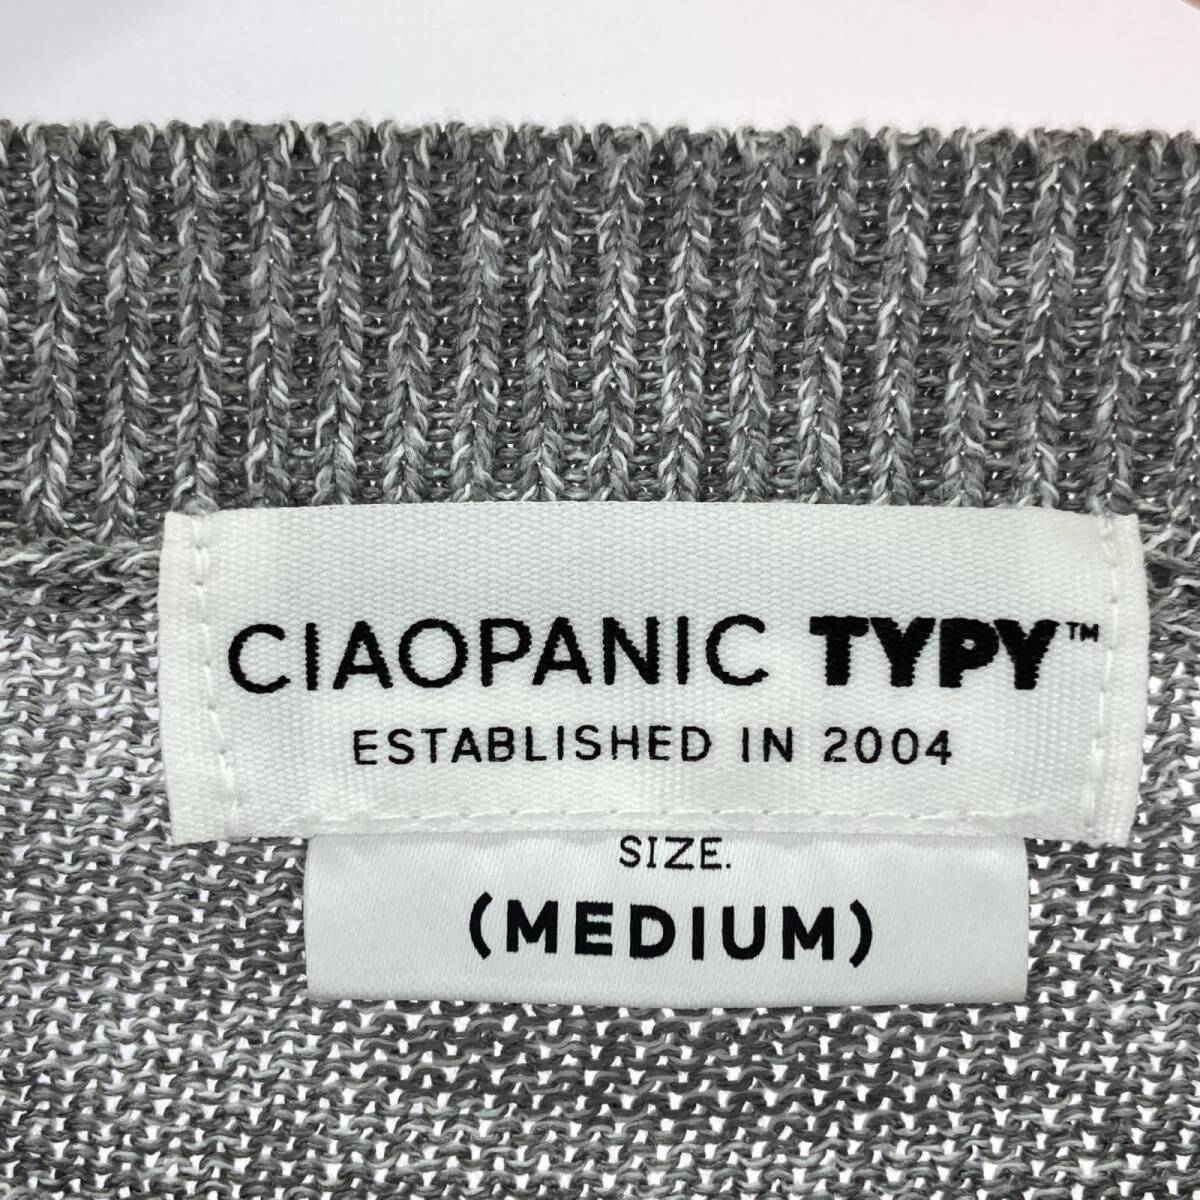 CIAOPANIC TYPY™
ESTABLISHED IN 2004
SIZE.
(MEDIUM)